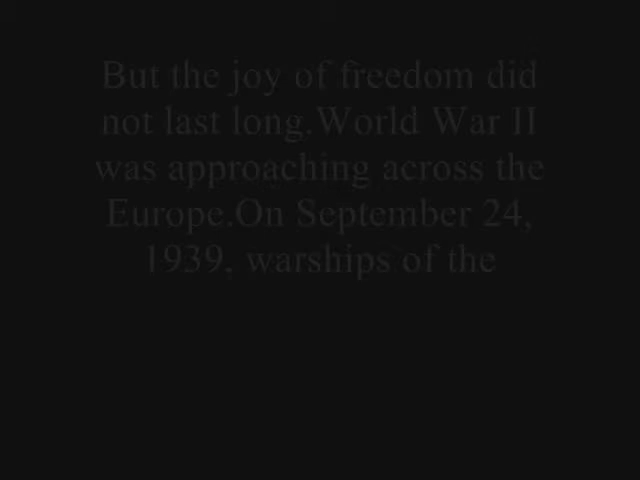 But the joy of freedom did
not last long.World War II
was approaching across the
Europe.On September 24,
1939, warships of the